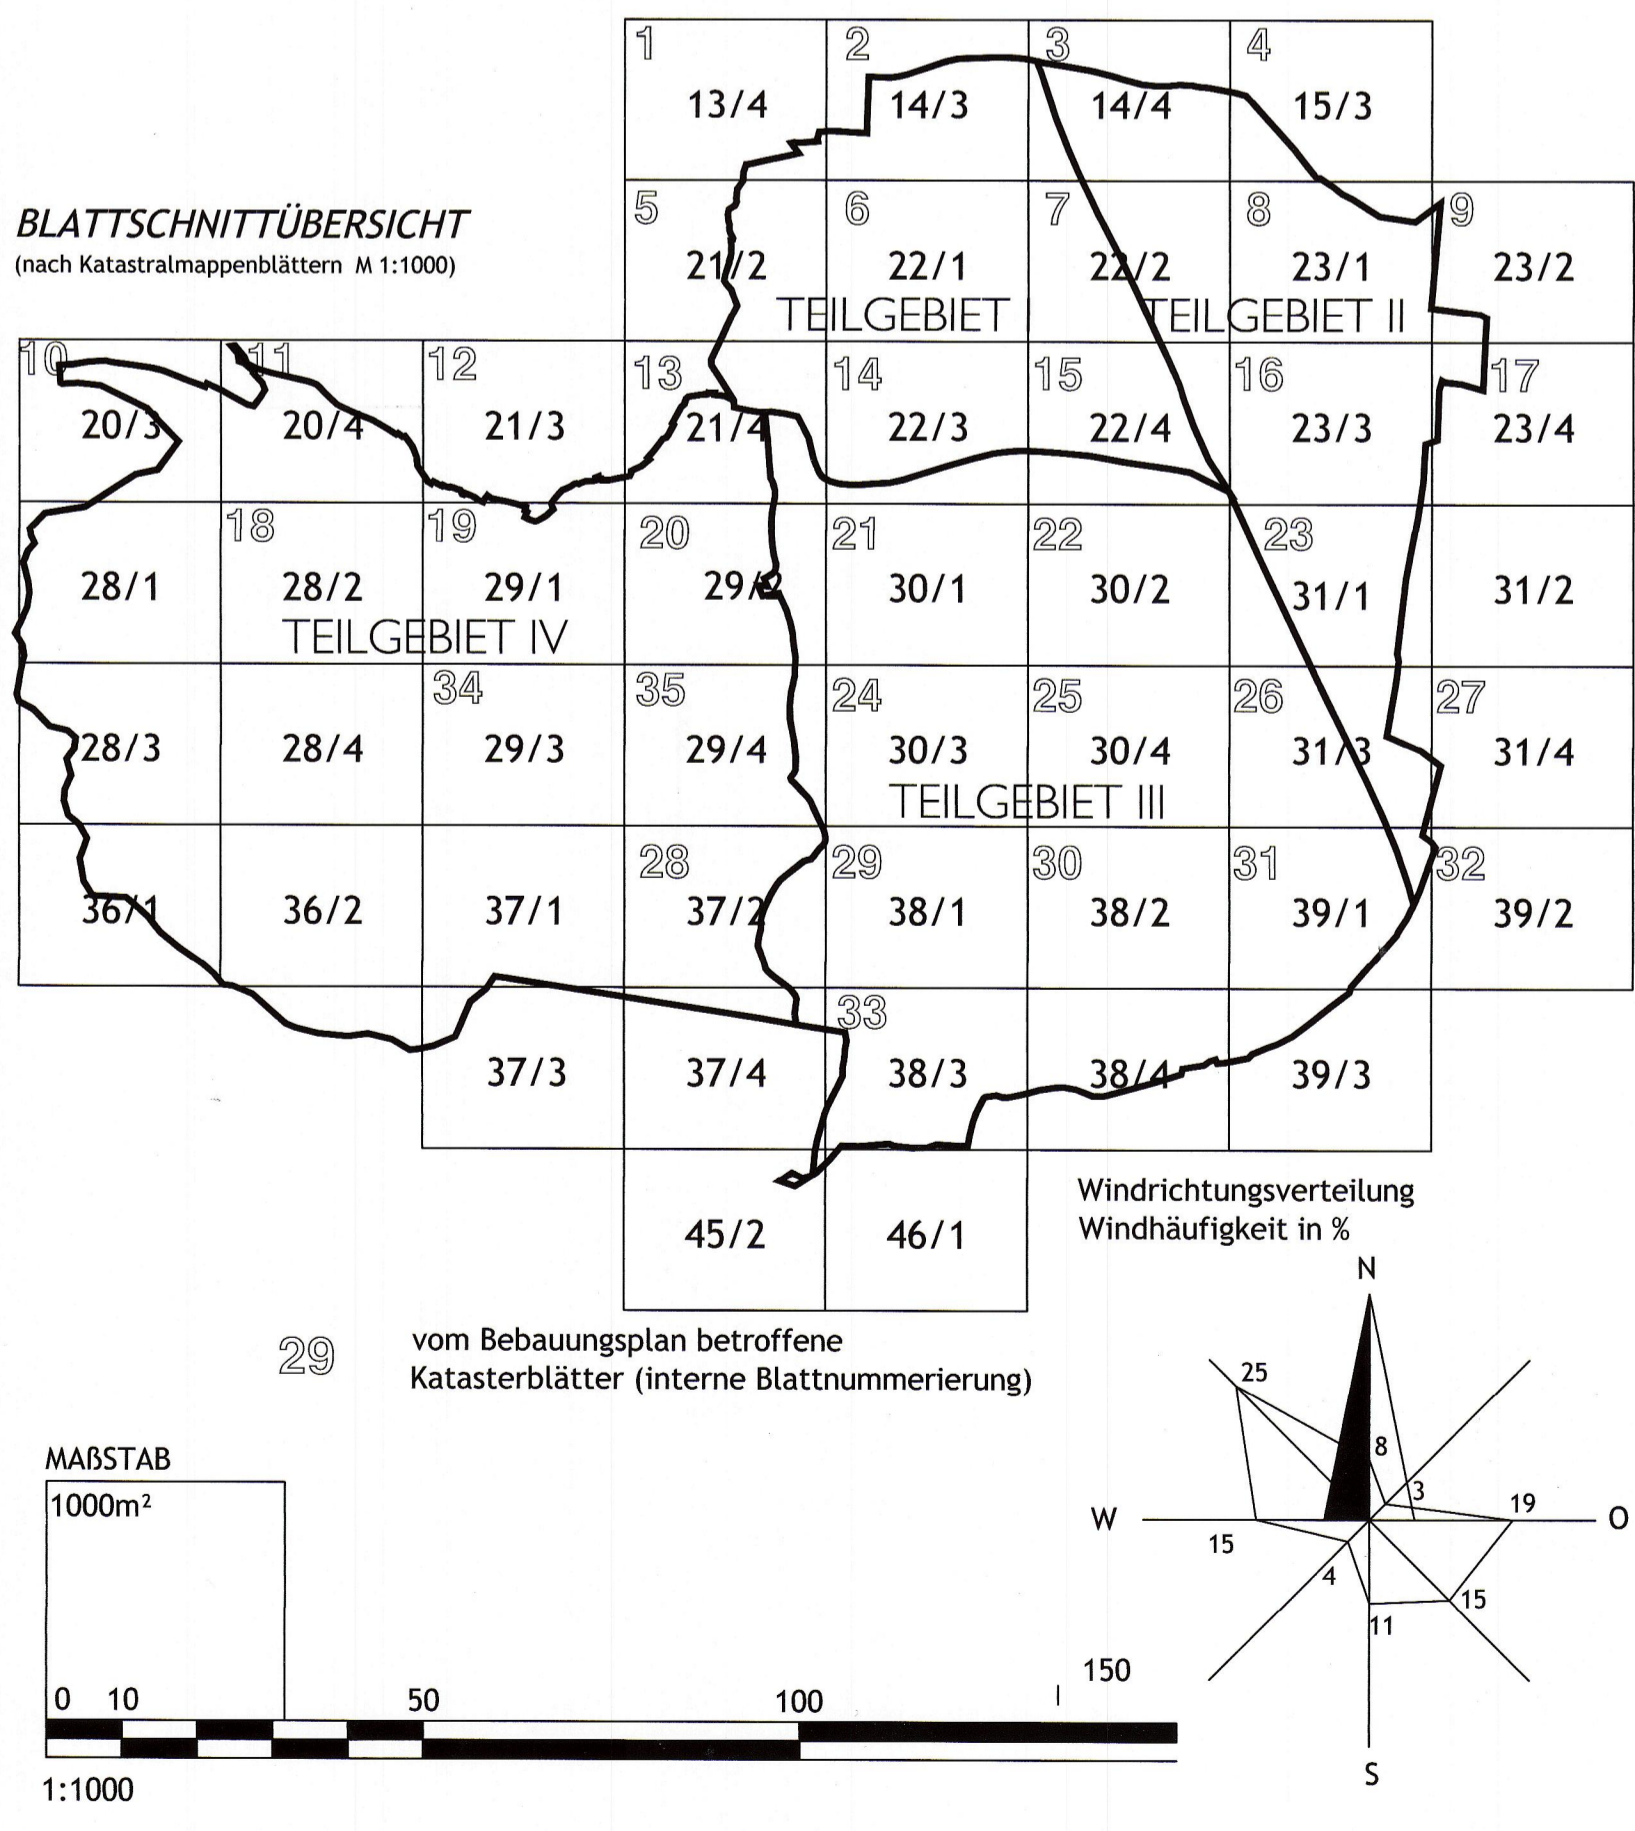 1 2 3 4
13/4 14/3 14/4 15/3
BLATTSCHNITTÜBERSICHT
(nach Katastralmappenblättern M 1:1000)
5 6 7 8 9
21/2 22/1 22/2 23/1 23/2
TEILGEBIET TEILGEBIET II
10 11 12 13 14 15 16 17
20/3 20/4 21/3 21/4 22/3 22/4 23/3 23/4
18 19 20 21 22 23
28/1 28/2 29/1 29/2 30/1 30/2 31/1 31/2
TEILGEBIET IV
34 35 24 25 26 27
28/3 28/4 29/3 29/4 30/3 30/4 31/3 31/4
TEILGEBIET III
28 29 30 31 32
36/1 36/2 37/1 37/2 38/1 38/2 39/1 39/2
33
37/3 37/4 38/3 38/4 39/3
45/2 46/1
29
vom Bebauungsplan betroffene
Katasterblätter (interne Blattnummerierung)
Windrichtungsverteilung
Windhäufigkeit in %
N
25
8
3
19
W
O
15
4
15
11
S
MAßSTAB
1000m²
0 10 50 100 150
1:1000